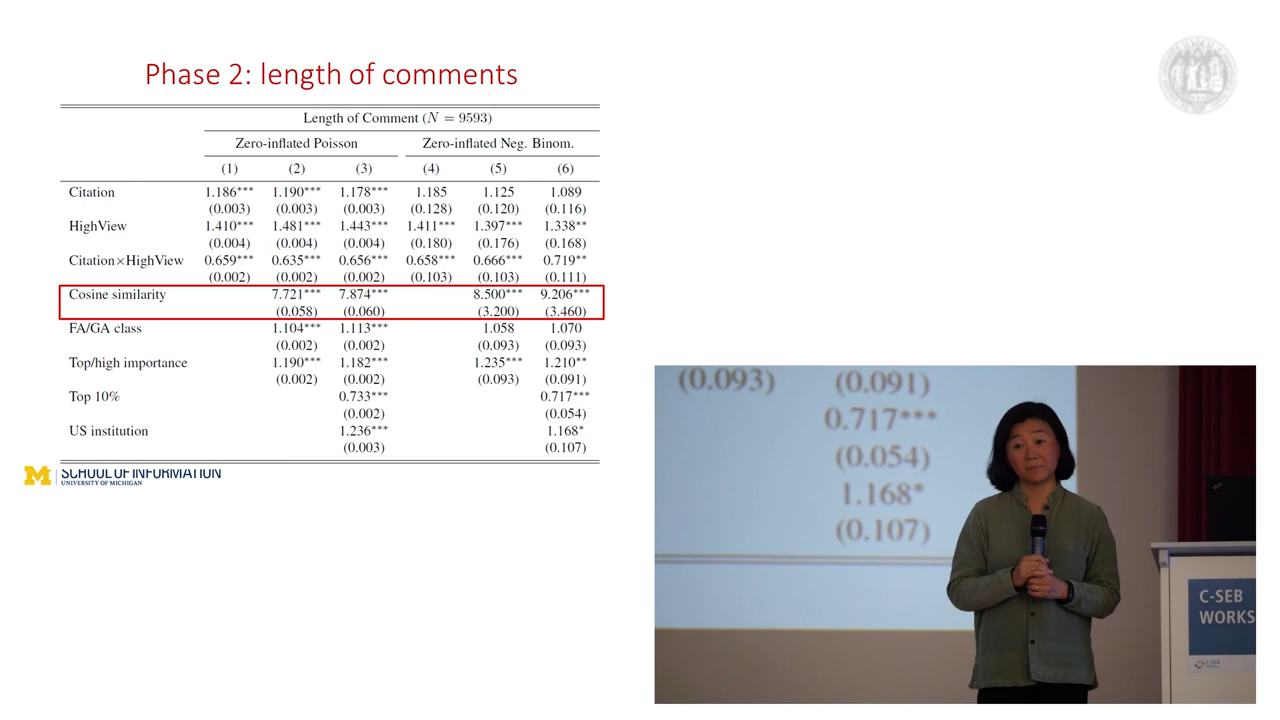 Phase 2: length of comments
Length of Comment (N = 9593)
Zero-inflated Poisson Zero-inflated Neg. Binom.
(1) (2) (3) (4) (5) (6)
Citation 1.186*** 1.190*** 1.178*** 1.185 1.125 1.089
(0.003) (0.003) (0.003) (0.128) (0.120) (0.116)
HighView 1.410*** 1.481*** 1.443*** 1.411*** 1.397*** 1.338**
(0.004) (0.004) (0.004) (0.180) (0.176) (0.168)
Citation×HighView 0.659*** 0.635*** 0.656*** 0.658*** 0.666*** 0.719**
(0.002) (0.002) (0.002) (0.103) (0.103) (0.111)
Cosine similarity 7.721*** 7.874*** 8.500*** 9.206***
(0.058) (0.060) (3.200) (3.460)
FA/GA class 1.104*** 1.113*** 1.058 1.070
(0.002) (0.002) (0.093) (0.093)
Top/high importance 1.190*** 1.182*** 1.235*** 1.210**
(0.002) (0.002) (0.093) (0.091)
Top 10% 0.733*** 0.717***
(0.002) (0.054)
US institution 1.236*** 1.168*
(0.003) (0.107)
M SCHOOL OF INFORMATION
UNIVERSITY OF MICHIGAN
(0.093) (0.091)
0.717***
(0.054)
1.168*
(0.107)
C-SEB
WORKS
C-SEB